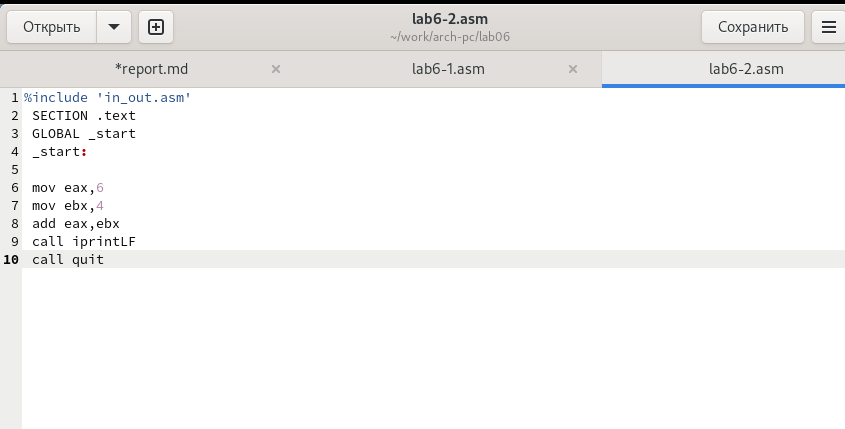 Открыть
lab6-2.asm
~/work/arch-pc/lab06
Сохранить
*report.md
lab6-1.asm
lab6-2.asm
1 %include 'in_out.asm'
2 SECTION .text
3 GLOBAL _start
4 _start:
5
6 mov eax,6
7 mov ebx,4
8 add eax,ebx
9 call iprintLF
10 call quit